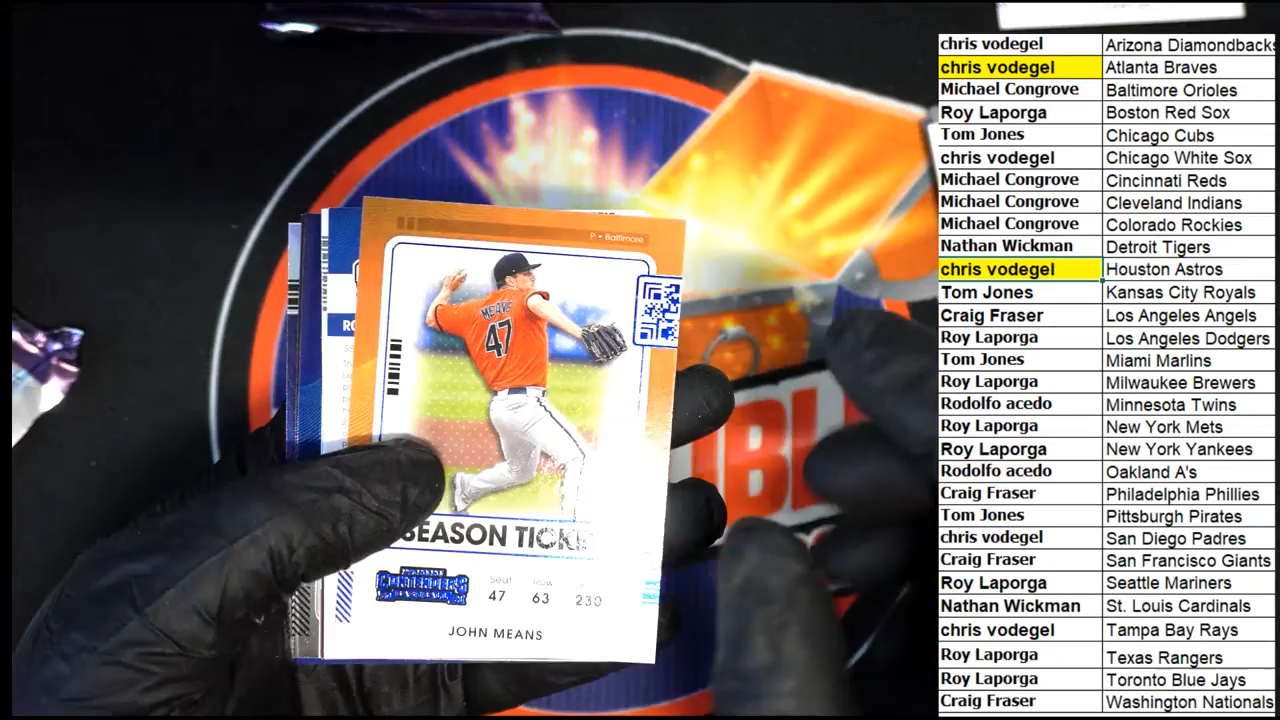 P • Baltimore
MEANS
47
SEASON TICKE
CONTENDERS
Seat Row
47 63 230
JOHN MEANS
RO
IBL
chris vodegel Arizona Diamondbacks
chris vodegel Atlanta Braves
Michael Congrove Baltimore Orioles
Roy Laporga Boston Red Sox
Tom Jones Chicago Cubs
chris vodegel Chicago White Sox
Michael Congrove Cincinnati Reds
Michael Congrove Cleveland Indians
Michael Congrove Colorado Rockies
Nathan Wickman Detroit Tigers
chris vodegel Houston Astros
Tom Jones Kansas City Royals
Craig Fraser Los Angeles Angels
Roy Laporga Los Angeles Dodgers
Tom Jones Miami Marlins
Roy Laporga Milwaukee Brewers
Rodolfo acedo Minnesota Twins
Roy Laporga New York Mets
Roy Laporga New York Yankees
Rodolfo acedo Oakland A's
Craig Fraser Philadelphia Phillies
Tom Jones Pittsburgh Pirates
chris vodegel San Diego Padres
Craig Fraser San Francisco Giants
Roy Laporga Seattle Mariners
Nathan Wickman St. Louis Cardinals
chris vodegel Tampa Bay Rays
Roy Laporga Texas Rangers
Roy Laporga Toronto Blue Jays
Craig Fraser Washington Nationals